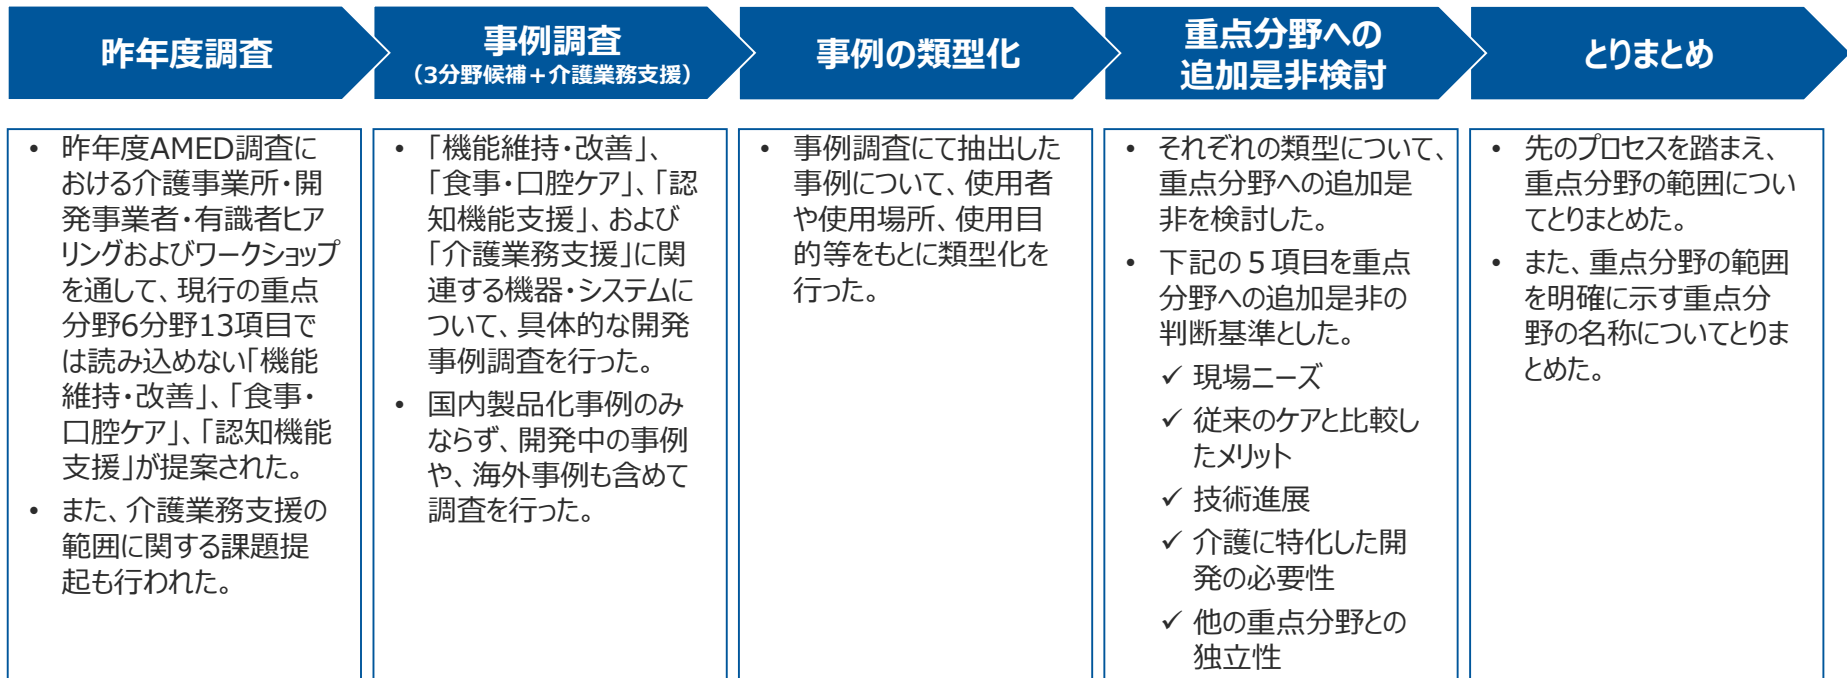 昨年度調査
事例調査
（3分野候補＋介護業務支援）
事例の類型化
重点分野への
追加是非検討
とりまとめ
• 昨年度AMED調査に
おける介護事業所・開
発事業者・有識者ヒア
リングおよびワークショップ
を通して、現行の重点
分野6分野13項目で
は読み込めない「機能
維持・改善」、「食事・
口腔ケア」、「認知機能
支援」が提案された。
• また、介護業務支援の
範囲に関する課題提
起も行われた。
• 「機能維持・改善」、
「食事・口腔ケア」、「認
知機能支援」、および
「介護業務支援」に関
連する機器・システムに
ついて、具体的な開発
事例調査を行った。
• 国内製品化事例のみ
ならず、開発中の事例
や、海外事例も含めて
調査を行った。
• 事例調査にて抽出した
事例について、使用者
や使用場所、使用目
的等をもとに類型化を
行った。
• それぞれの類型について、
重点分野への追加是
非を検討した。
• 下記の５項目を重点
分野への追加是非の
判断基準とした。
✓ 現場ニーズ
✓ 従来のケアと比較し
たメリット
✓ 技術進展
✓ 介護に特化した開
発の必要性
✓ 他の重点分野との
独立性
• 先のプロセスを踏まえ、
重点分野の範囲につい
てとりまとめた。
• また、重点分野の範囲
を明確に示す重点分
野の名称についてとりま
とめた。